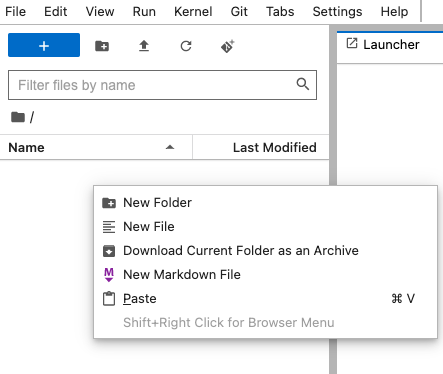 File Edit View Run Kernel Git Tabs Settings Help
+
Launcher
Filter files by name
/
Name Last Modified
New Folder
New File
Download Current Folder as an Archive
M New Markdown File
Paste ⌘ V
Shift+Right Click for Browser Menu